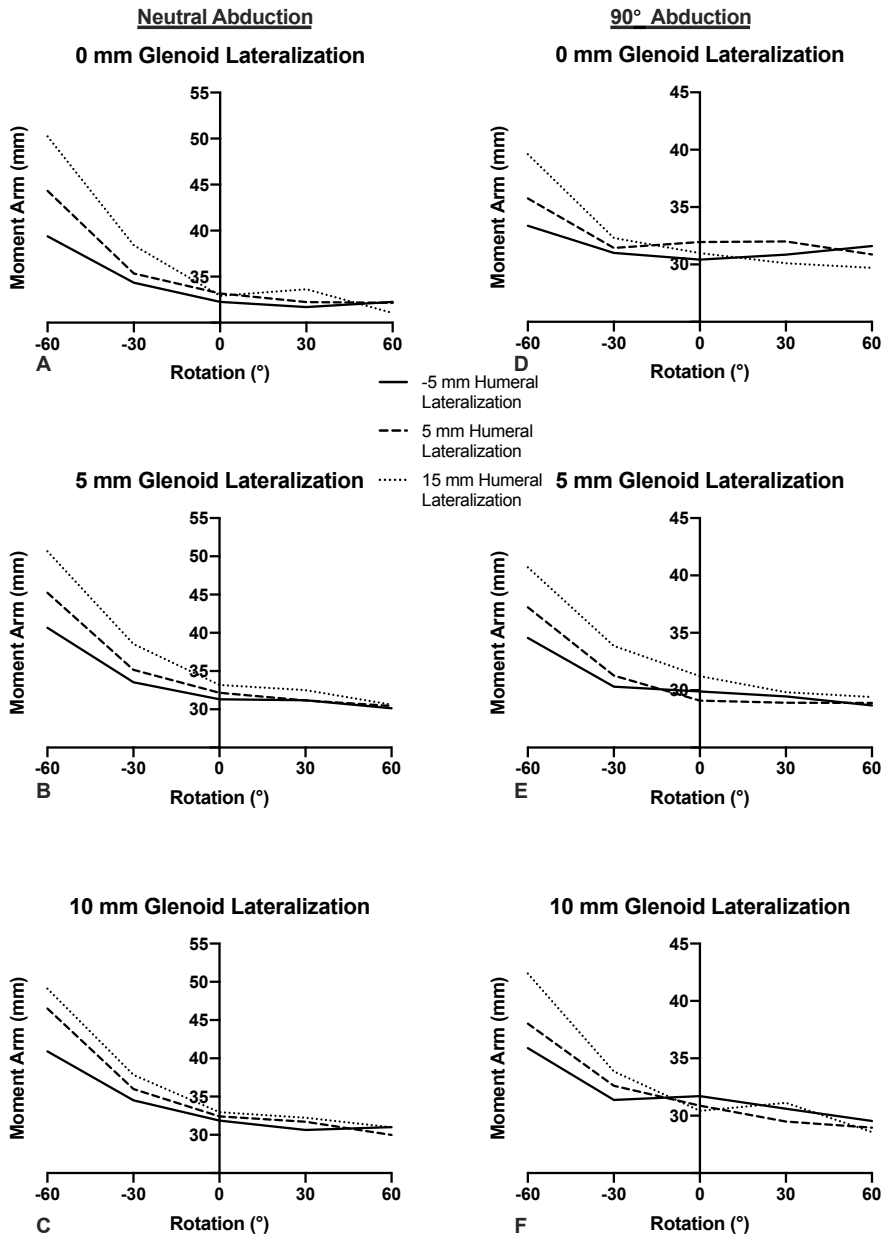 Neutral Abduction
0 mm Glenoid Lateralization
Moment Arm (mm)
55
50
45
40
35
-60 -30 0 30 60
Rotation (°)
A
90° Abduction
0 mm Glenoid Lateralization
Moment Arm (mm)
45
40
35
30
-60 -30 0 30 60
Rotation (°)
D
-5 mm Humeral
Lateralization
5 mm Humeral
Lateralization
15 mm Humeral
Lateralization
5 mm Glenoid Lateralization
Moment Arm (mm)
55
50
45
40
35
30
-60 -30 0 30 60
Rotation (°)
B
5 mm Glenoid Lateralization
Moment Arm (mm)
45
40
35
30
-60 -30 0 30 60
Rotation (°)
E
10 mm Glenoid Lateralization
Moment Arm (mm)
55
50
45
40
35
30
-60 -30 0 30 60
Rotation (°)
C
10 mm Glenoid Lateralization
Moment Arm (mm)
45
40
35
30
-60 -30 0 30 60
Rotation (°)
F